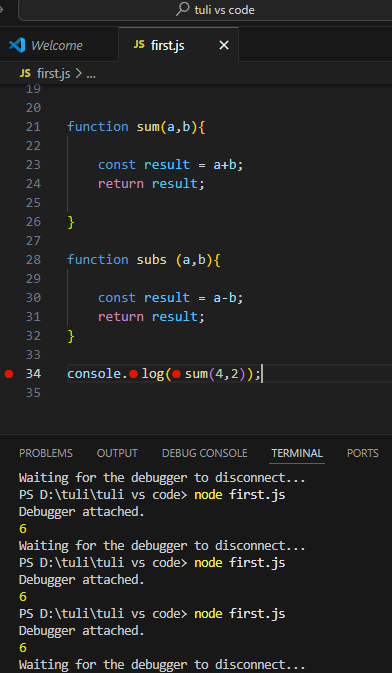 tuli vs code
Welcome
JS first.js ×
JS first.js > ...
19
20
21 function sum(a,b){
22
23 const result = a+b;
24 return result;
25
26 }
27
28 function subs (a,b){
29
30 const result = a-b;
31 return result;
32 }
33
34 console.log(sum(4,2));
35
PROBLEMS OUTPUT DEBUG CONSOLE TERMINAL PORTS
Waiting for the debugger to disconnect...
PS D:\tuli\tuli vs code> node first.js
Debugger attached.
6
Waiting for the debugger to disconnect...
PS D:\tuli\tuli vs code> node first.js
Debugger attached.
6
PS D:\tuli\tuli vs code> node first.js
Debugger attached.
6
Waiting for the debugger to disconnect...